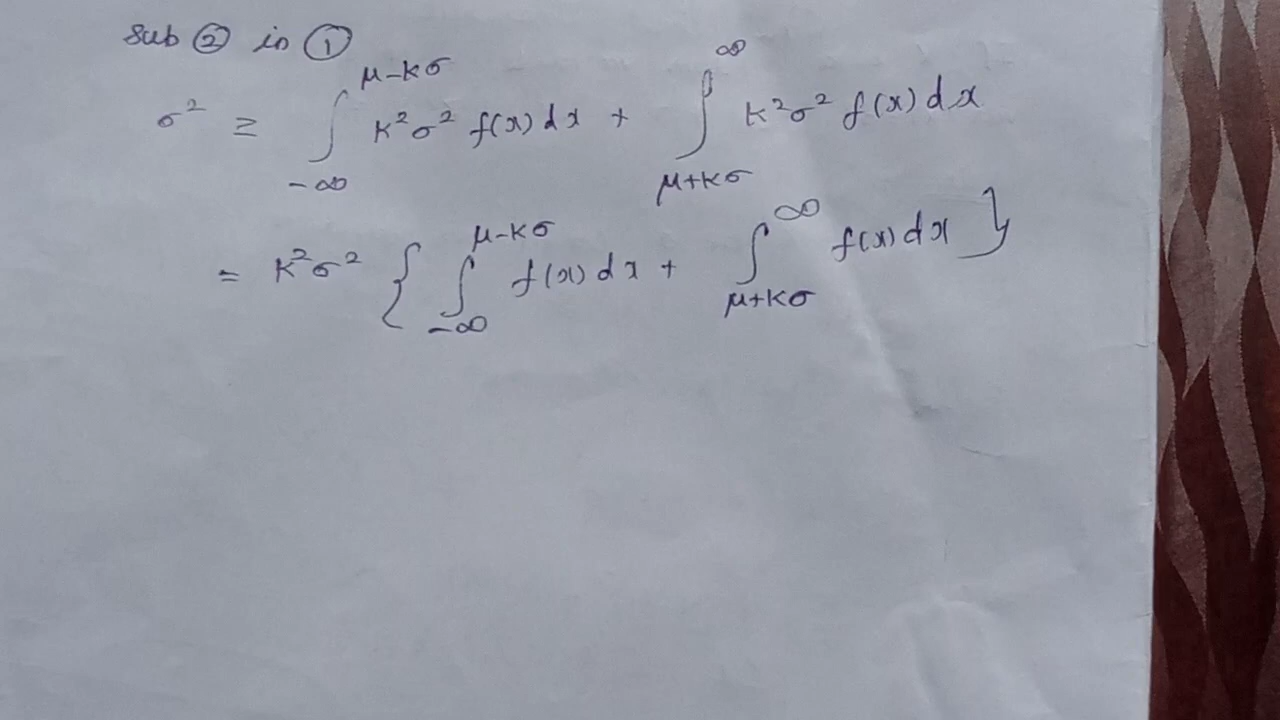 Sub ② in ①
σ² ≥ ∫_{-∞}^{μ-kσ} k²σ² f(x) dx + ∫_{μ+kσ}^{∞} k²σ² f(x) dx
= k²σ² { ∫_{-∞}^{μ-kσ} f(x) dx + ∫_{μ+kσ}^{∞} f(x) dx }